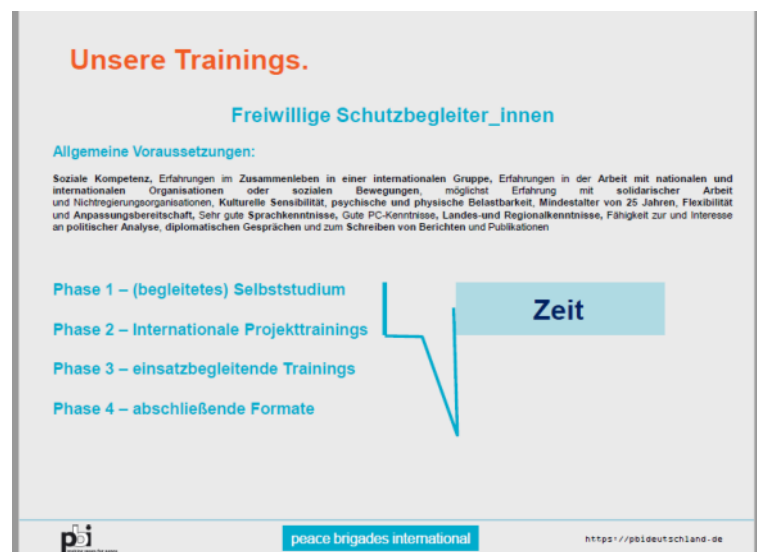 Unsere Trainings.
Freiwillige Schutzbegleiter_innen
Allgemeine Voraussetzungen:
Soziale Kompetenz, Erfahrungen im Zusammenleben in einer internationalen Gruppe, Erfahrungen in der Arbeit mit nationalen und
internationalen Organisationen oder sozialen Bewegungen, möglichst Erfahrung mit solidarischer Arbeit
und Nichtregierungsorganisationen, Kulturelle Sensibilität, psychische und physische Belastbarkeit, Mindestalter von 25 Jahren, Flexibilität
und Anpassungsbereitschaft, Sehr gute Sprachkenntnisse, Gute PC-Kenntnisse, Landes-und Regionalkenntnisse, Fähigkeit zur und Interesse
an politischer Analyse, diplomatischen Gesprächen und zum Schreiben von Berichten und Publikationen
Phase 1 – (begleitetes) Selbststudium
Phase 2 – Internationale Projekttrainings
Phase 3 – einsatzbegleitende Trainings
Phase 4 – abschließende Formate
Zeit
pbi
peace brigades international
https://pbideutschland-de